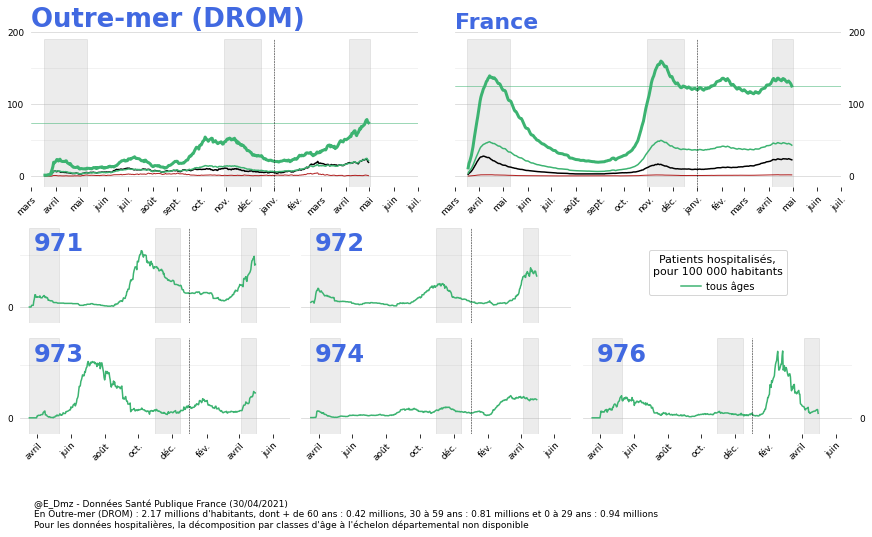 Outre-mer (DROM)
France
200
100
0
200
100
0
mars avril mai juin juil. août sept. oct. nov. déc. janv. fév. mars avril mai juin juil.
mars avril mai juin juil. août sept. oct. nov. déc. janv. fév. mars avril mai juin juil.
971
0
972
Patients hospitalisés,
pour 100 000 habitants
tous âges
0
973
0
974
976
0
avril juin août oct. déc. fév. avril juin
avril juin août oct. déc. fév. avril juin
avril juin août oct. déc. fév. avril juin
@E_Dmz - Données Santé Publique France (30/04/2021)
En Outre-mer (DROM) : 2.17 millions d'habitants, dont + de 60 ans : 0.42 millions, 30 à 59 ans : 0.81 millions et 0 à 29 ans : 0.94 millions
Pour les données hospitalières, la décomposition par classes d'âge à l'échelon départemental non disponible